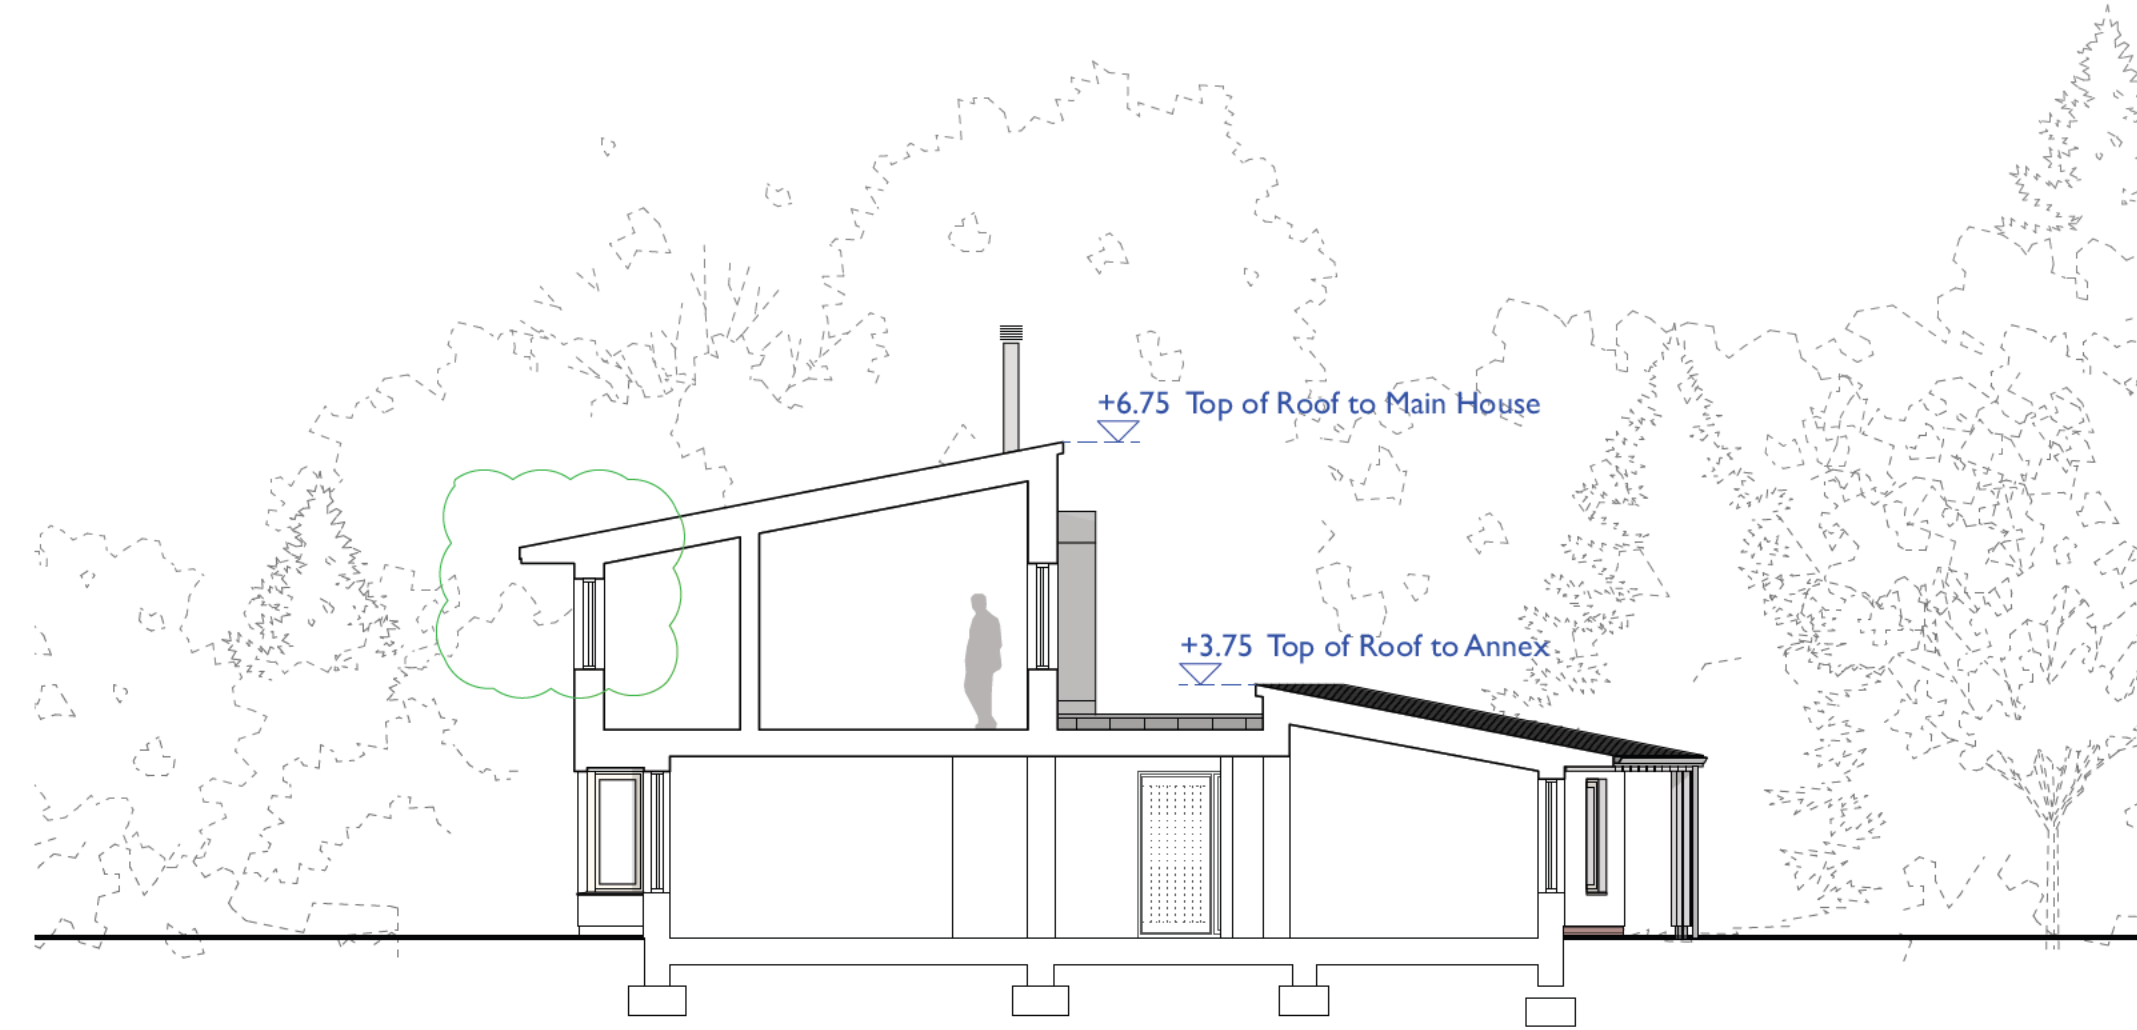 +6.75 Top of Roof to Main House
+3.75 Top of Roof to Annex